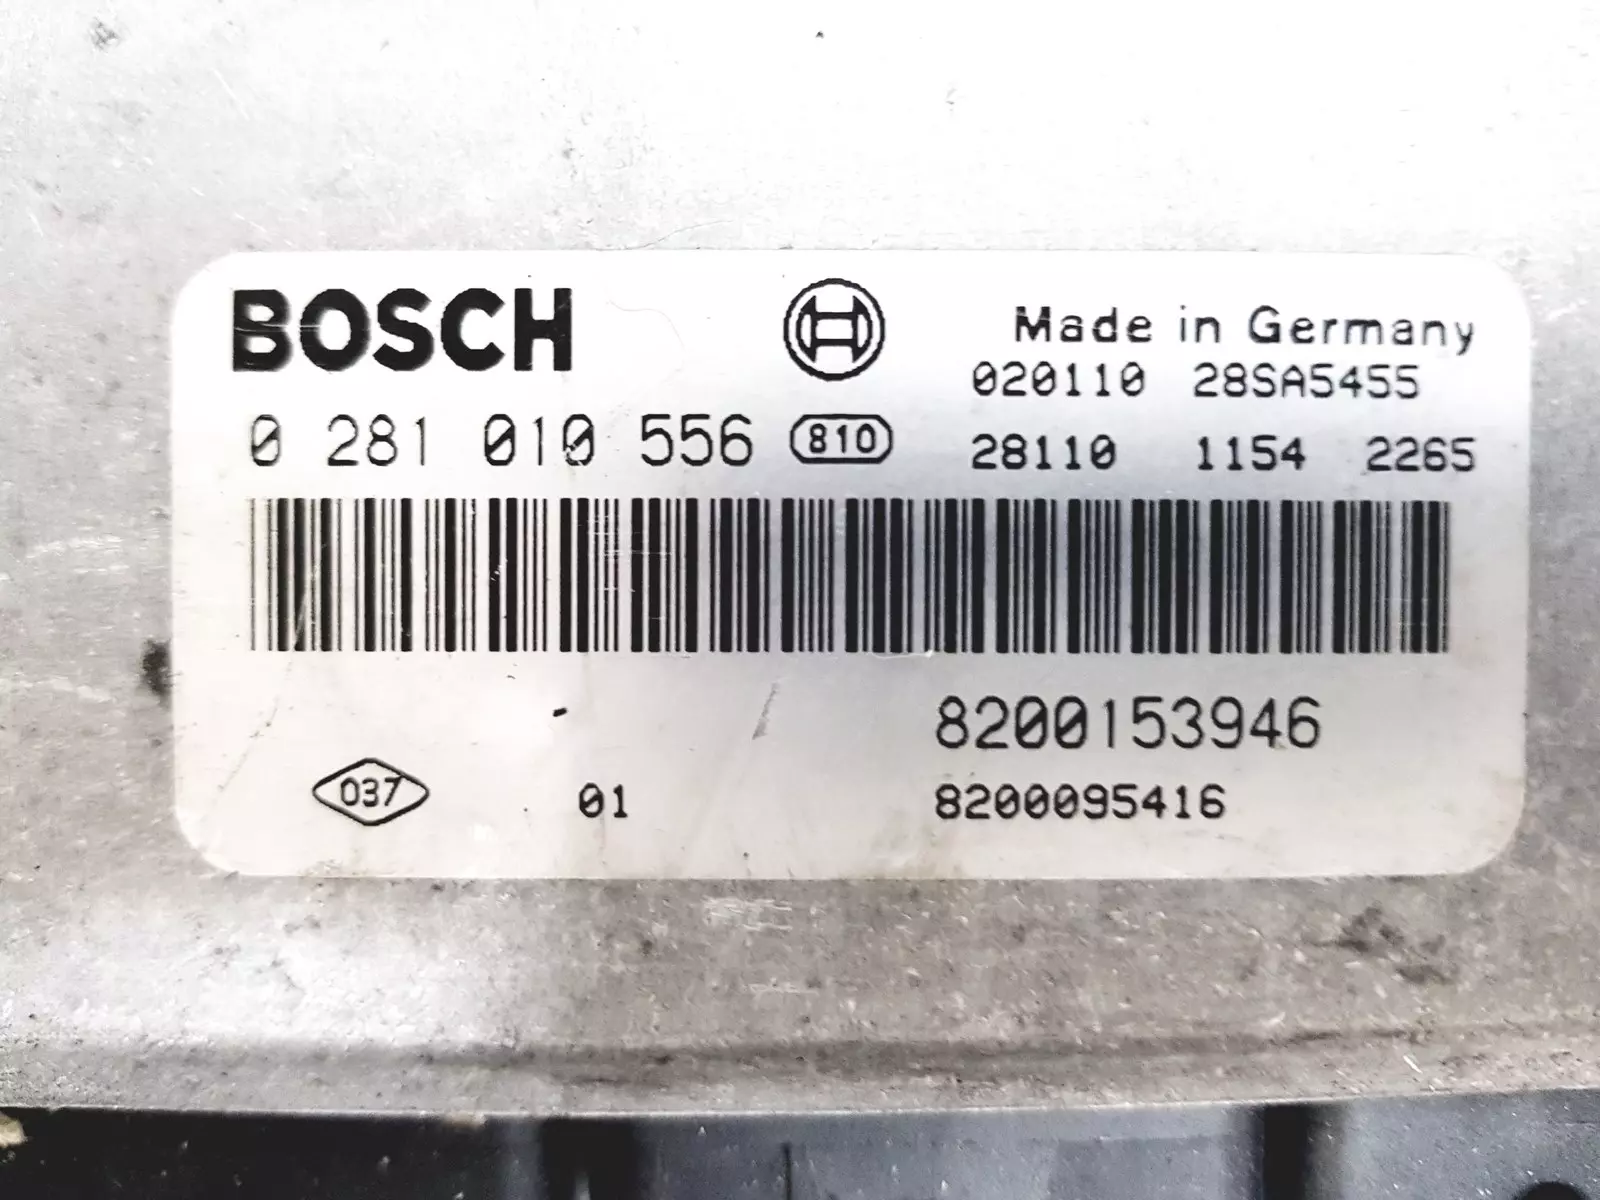 BOSCH
Made in Germany
020110 28SA5455
0 281 010 556 810 28110 1154 2265
8200153946
037 01 8200095416